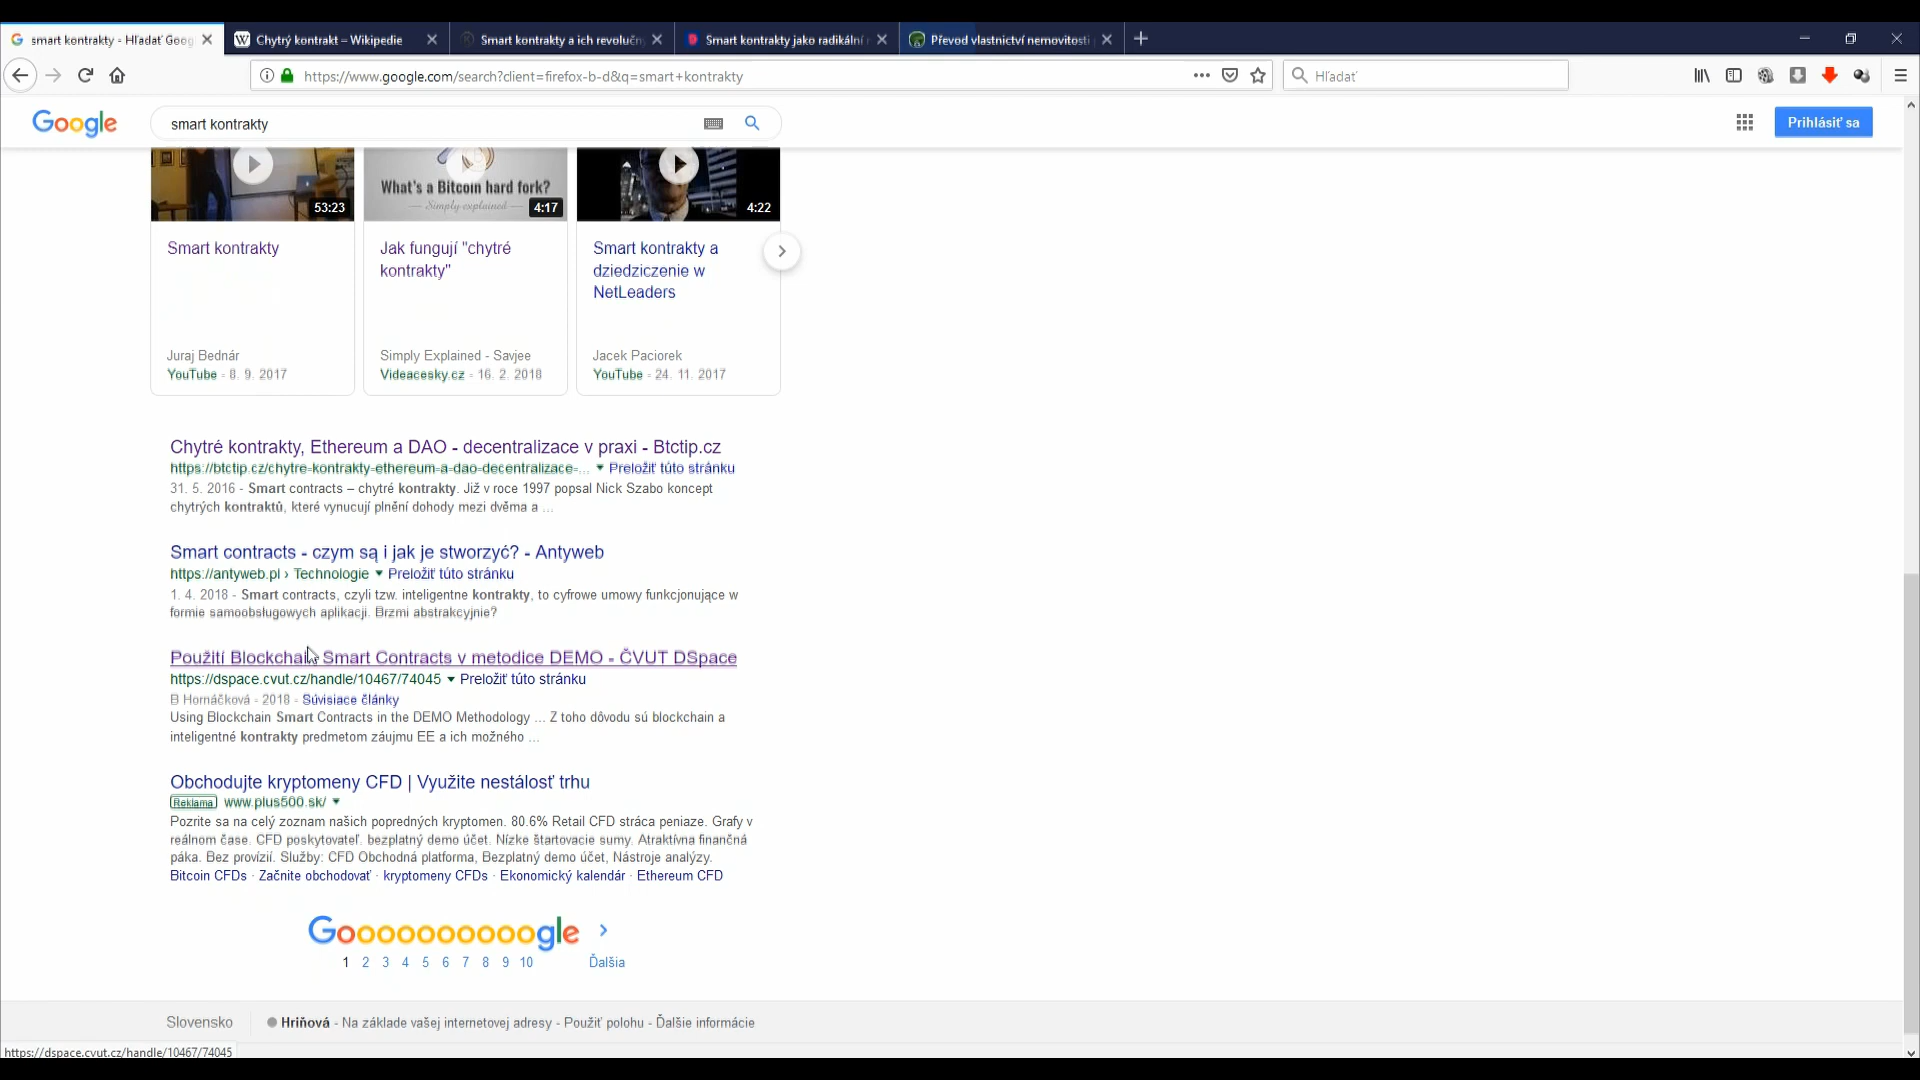 smart kontrakty - Hľadať Goog
Chytrý kontrakt – Wikipedie
Smart kontrakty a ich revolučn
Smart kontrakty jako radikální
Převod vlastnictví nemovitosti
https://www.google.com/search?client=firefox-b-d&q=smart+kontrakty
Hľadať
Google
smart kontrakty
Prihlásiť sa
53:23
What's a Bitcoin hard fork?
Simply explained
4:17
4:22
Smart kontrakty
Juraj Bednár
YouTube - 8. 9. 2017
Jak fungují "chytré
kontrakty"
Simply Explained - Savjee
Videacesky.cz - 16. 2. 2018
Smart kontrakty a
dziedziczenie w
NetLeaders
Jacek Paciorek
YouTube - 24. 11. 2017
Chytré kontrakty, Ethereum a DAO - decentralizace v praxi - Btctip.cz
https://btctip.cz/chytre-kontrakty-ethereum-a-dao-decentralizace-... ▼ Preložiť túto stránku
31. 5. 2016 - Smart contracts – chytré kontrakty. Již v roce 1997 popsal Nick Szabo koncept
chytrých kontraktů, které vynucují plnění dohody mezi dvěma a ...
Smart contracts - czym są i jak je stworzyć? - Antyweb
https://antyweb.pl › Technologie ▼ Preložiť túto stránku
1. 4. 2018 - Smart contracts, czyli tzw. inteligentne kontrakty, to cyfrowe umowy funkcjonujące w
formie samoobsługowych aplikacji. Brzmi abstrakcyjnie?
Použití Blockchain Smart Contracts v metodice DEMO - ČVUT DSpace
https://dspace.cvut.cz/handle/10467/74045 ▼ Preložiť túto stránku
B Hornáčková - 2018 - Súvisiace články
Using Blockchain Smart Contracts in the DEMO Methodology ... Z toho dôvodu sú blockchain a
inteligentné kontrakty predmetom záujmu EE a ich možného ...
Obchodujte kryptomeny CFD | Využite nestálosť trhu
Reklama www.plus500.sk/ ▼
Pozrite sa na celý zoznam našich popredných kryptomen. 80.6% Retail CFD stráca peniaze. Grafy v
reálnom čase. CFD poskytovateľ. bezplatný demo účet. Nízke štartovacie sumy. Atraktívna finančná
páka. Bez provízií. Služby: CFD Obchodná platforma, Bezplatný demo účet, Nástroje analýzy.
Bitcoin CFDs · Začnite obchodovať · kryptomeny CFDs · Ekonomický kalendár · Ethereum CFD
Goooooooooogle >
1 2 3 4 5 6 7 8 9 10 Ďalšia
Slovensko
Hriňová - Na základe vašej internetovej adresy - Použiť polohu - Ďalšie informácie
https://dspace.cvut.cz/handle/10467/74045